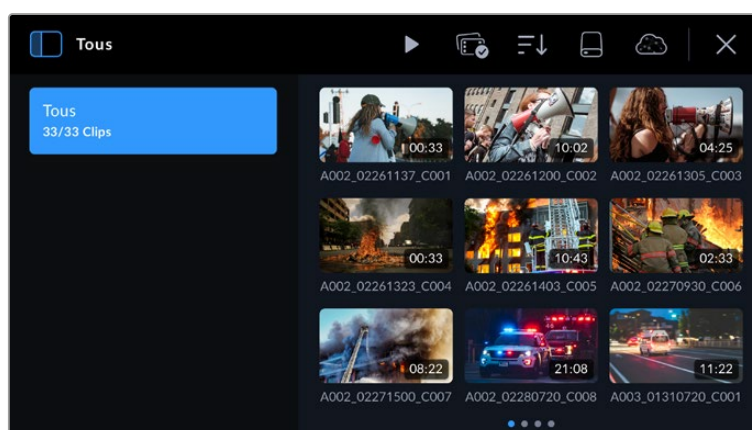 Tous
Tous
33/33 Clips
00:33
10:02
04:25
A002_02261137_C001
A002_02261200_C002
A002_02261305_C003
00:33
10:43
02:33
A002_02261323_C004
A002_02261403_C005
A002_02270930_C006
08:22
21:08
11:22
A002_02271500_C007
A002_02280720_C008
A003_01310720_C001